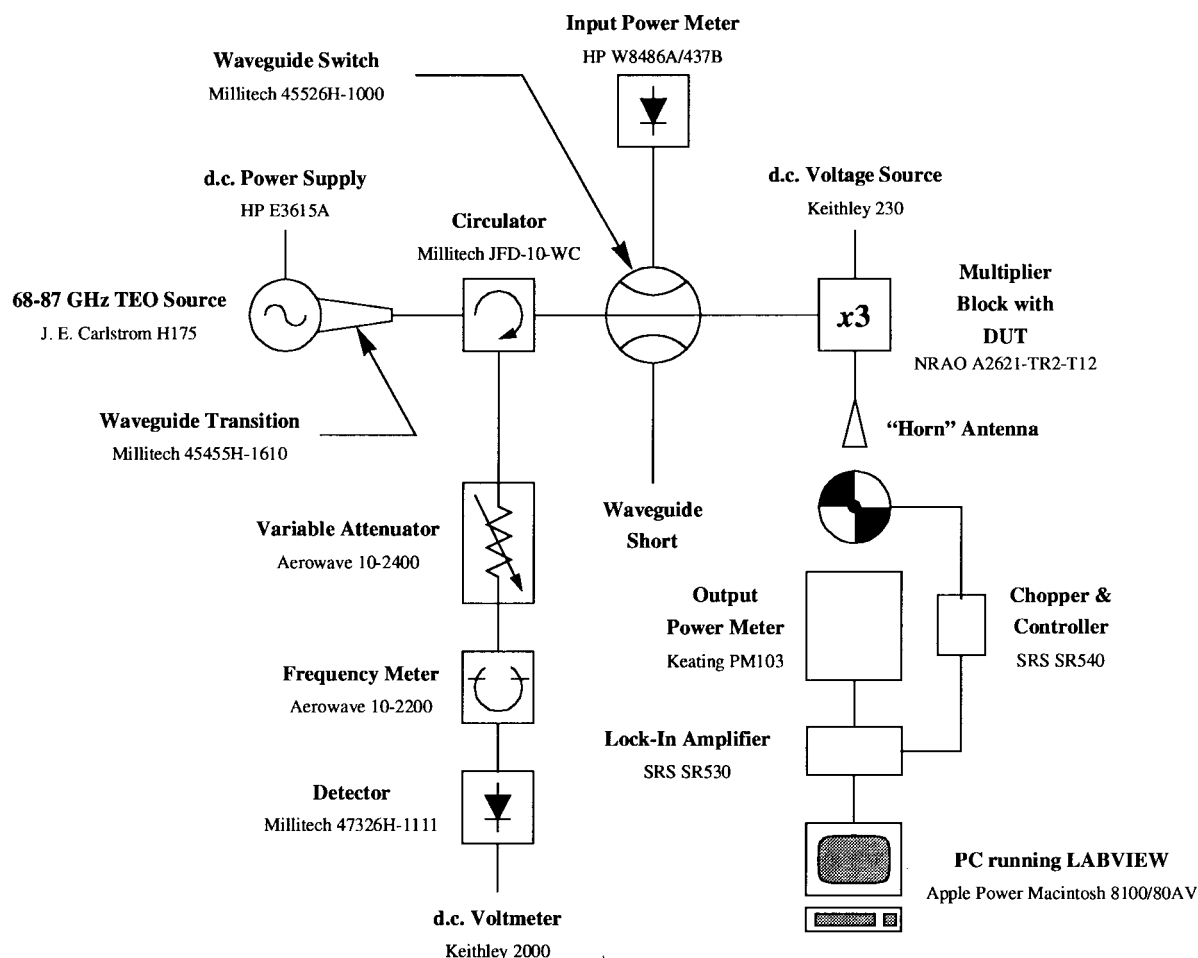 Input Power Meter
HP W8486A/437B
Waveguide Switch
Millitech 45526H-1000
d.c. Power Supply
HP E3615A
d.c. Voltage Source
Keithley 230
Circulator
Millitech JFD-10-WC
68-87 GHz TEO Source
J. E. Carlstrom H175
x3
Multiplier
Block with
DUT
NRAO A2621-TR2-T12
Waveguide Transition
Millitech 45455H-1610
“Horn” Antenna
Variable Attenuator
Aerowave 10-2400
Waveguide
Short
Output
Power Meter
Keating PM103
Chopper &
Controller
SRS SR540
Frequency Meter
Aerowave 10-2200
Lock-In Amplifier
SRS SR530
Detector
Millitech 47326H-1111
PC running LABVIEW
Apple Power Macintosh 8100/80AV
d.c. Voltmeter
Keithley 2000